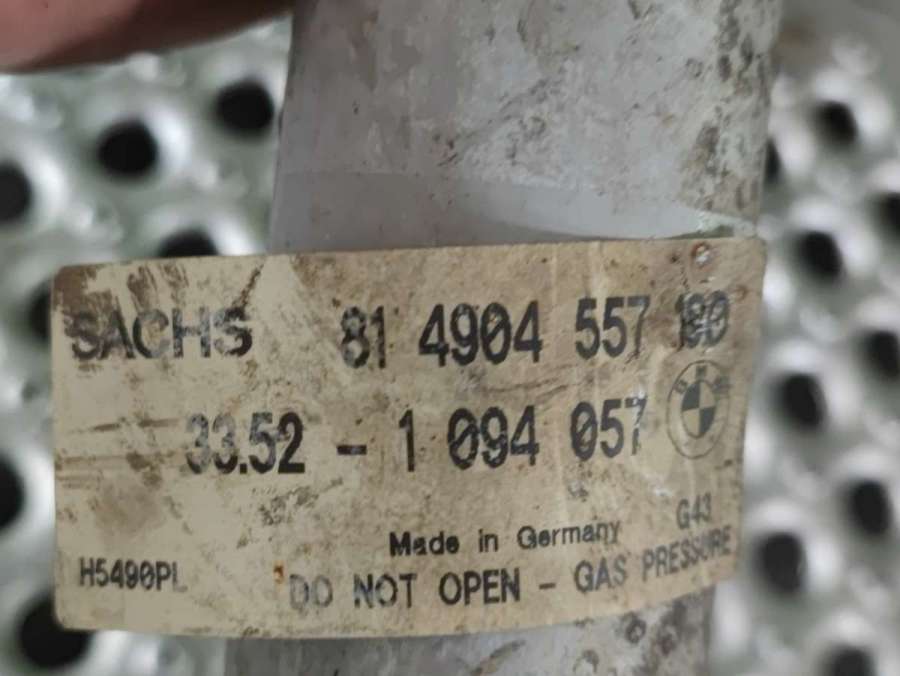 SACHS 81 4904 557 180
33.52 - 1 094 057
Made in Germany G43
H5490PL DO NOT OPEN - GAS PRESSURE